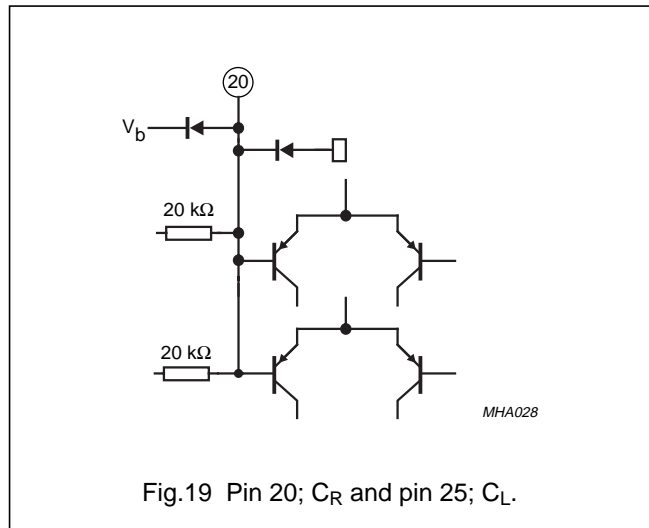 20
V_b
20 kΩ
20 kΩ
MHA028
Fig.19 Pin 20; C_R and pin 25; C_L.